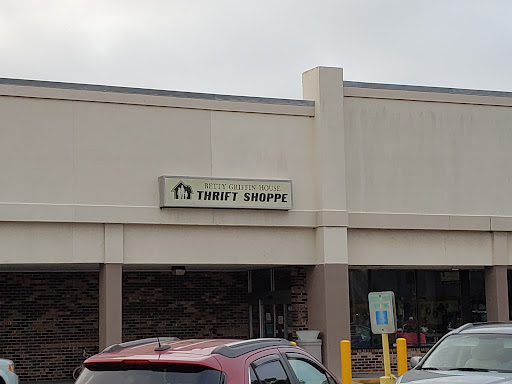 BETTY GRIFFIN HOUSE
THRIFT SHOPPE